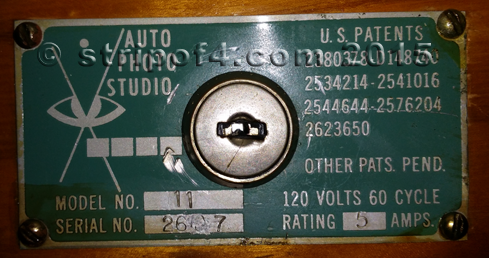 AUTO
PHOTO
STUDIO
© stripof4.com 2015
U.S. PATENTS
2534214-2541016
2544644-2576204
2623650
OTHER PATS. PEND.
MODEL NO. 11
120 VOLTS 60 CYCLE
SERIAL NO.
RATING 5 AMPS.